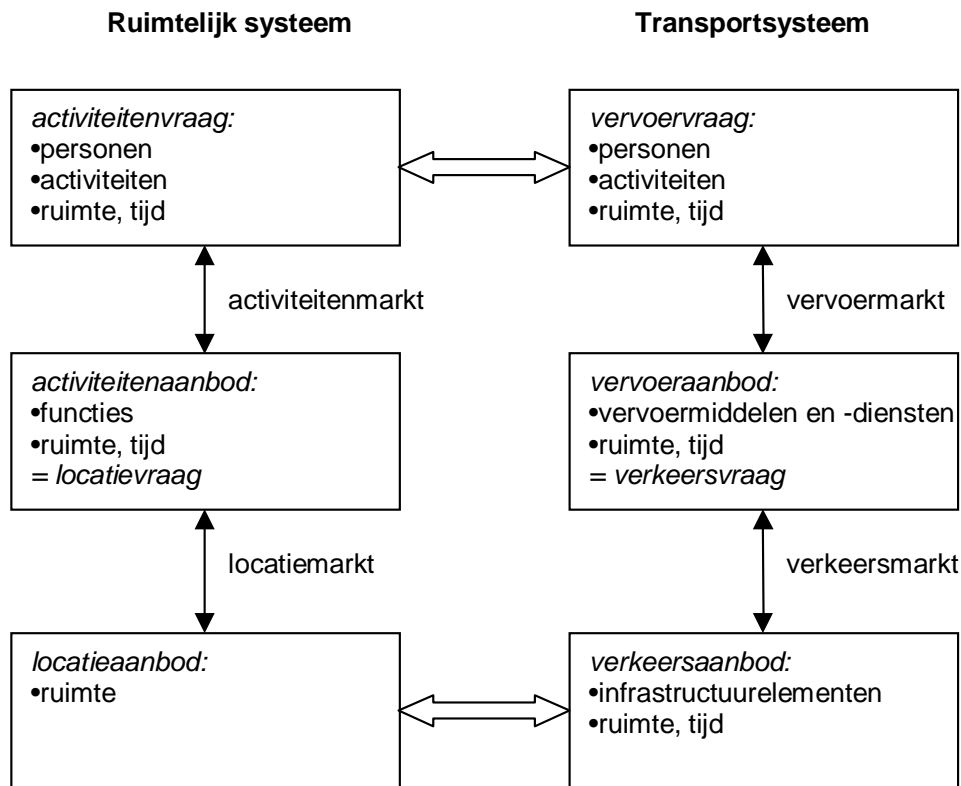 Ruimtelijk systeem
Transportsysteem
activiteitenvraag:
•personen
•activiteiten
•ruimte, tijd
vervoervraag:
•personen
•activiteiten
•ruimte, tijd
activiteitenmarkt
vervoermarkt
activiteitenaanbod:
•functies
•ruimte, tijd
= locatievraag
vervoeraanbod:
•vervoermiddelen en -diensten
•ruimte, tijd
= verkeersvraag
locatiemarkt
verkeersmarkt
locatieaanbod:
•ruimte
verkeersaanbod:
•infrastructuurelementen
•ruimte, tijd